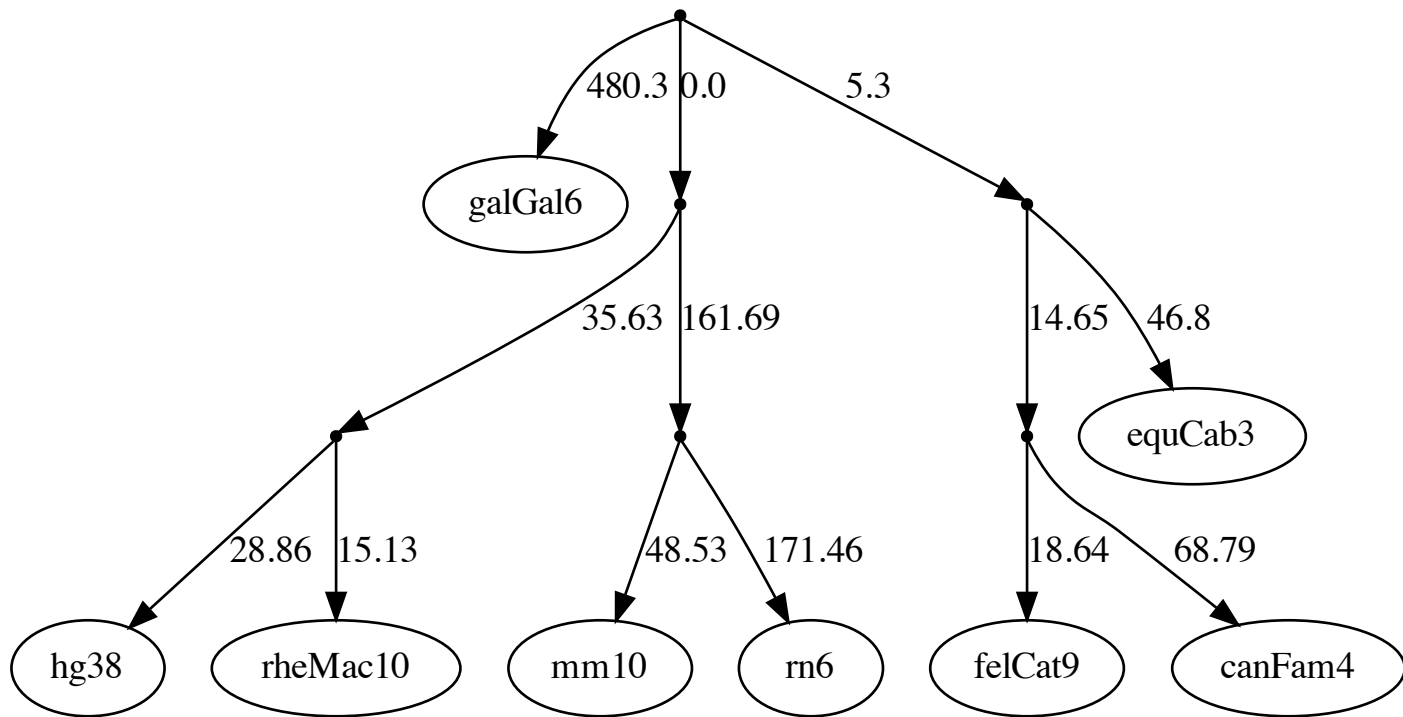 480.3 0.0 5.3
galGal6
35.63 161.69 14.65 46.8
equCab3
28.86 15.13 48.53 171.46 18.64 68.79
hg38 rheMac10 mm10 rn6 felCat9 canFam4